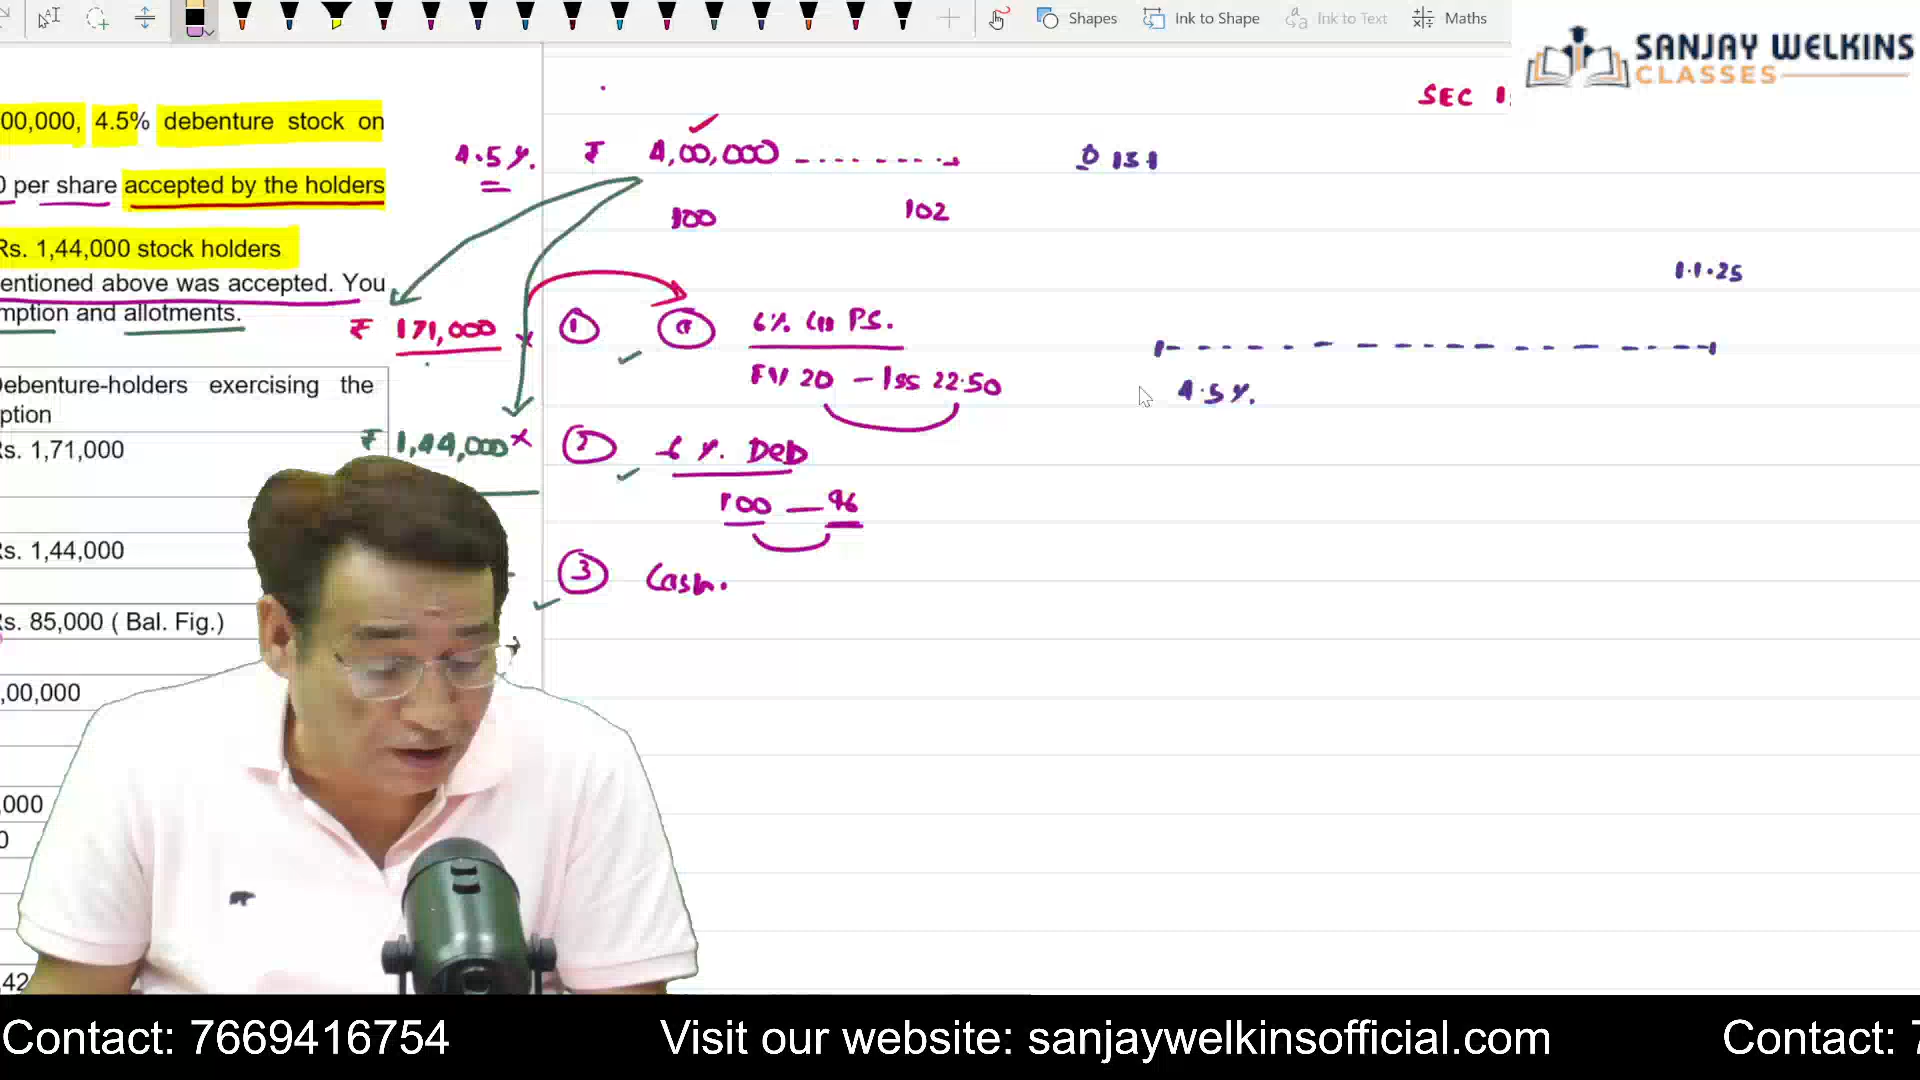 Shapes
Ink to Shape
Ink to Text
Maths
SANJAY WELKINS
CLASSES
SEC
00,000, 4.5% debenture stock on
0 per share accepted by the holders
Rs. 1,44,000 stock holders
entioned above was accepted. You
mption and allotments.
Debenture-holders exercising the
ption
Rs. 1,71,000
Rs. 1,44,000
Rs. 85,000 ( Bal. Fig.)
,00,000
,000
0
,42
4.5%.
₹ 4,00,000
100
102
1.1.25
₹ 171,000
1
6%
PS.
FV 20 - Iss 22.50
4.5%.
₹ 1,44,000
2
6 %. Deb
100 — 96
3 Cash.
Contact: 7669416754
Visit our website: sanjaywelkinsofficial.com
Contact: 7